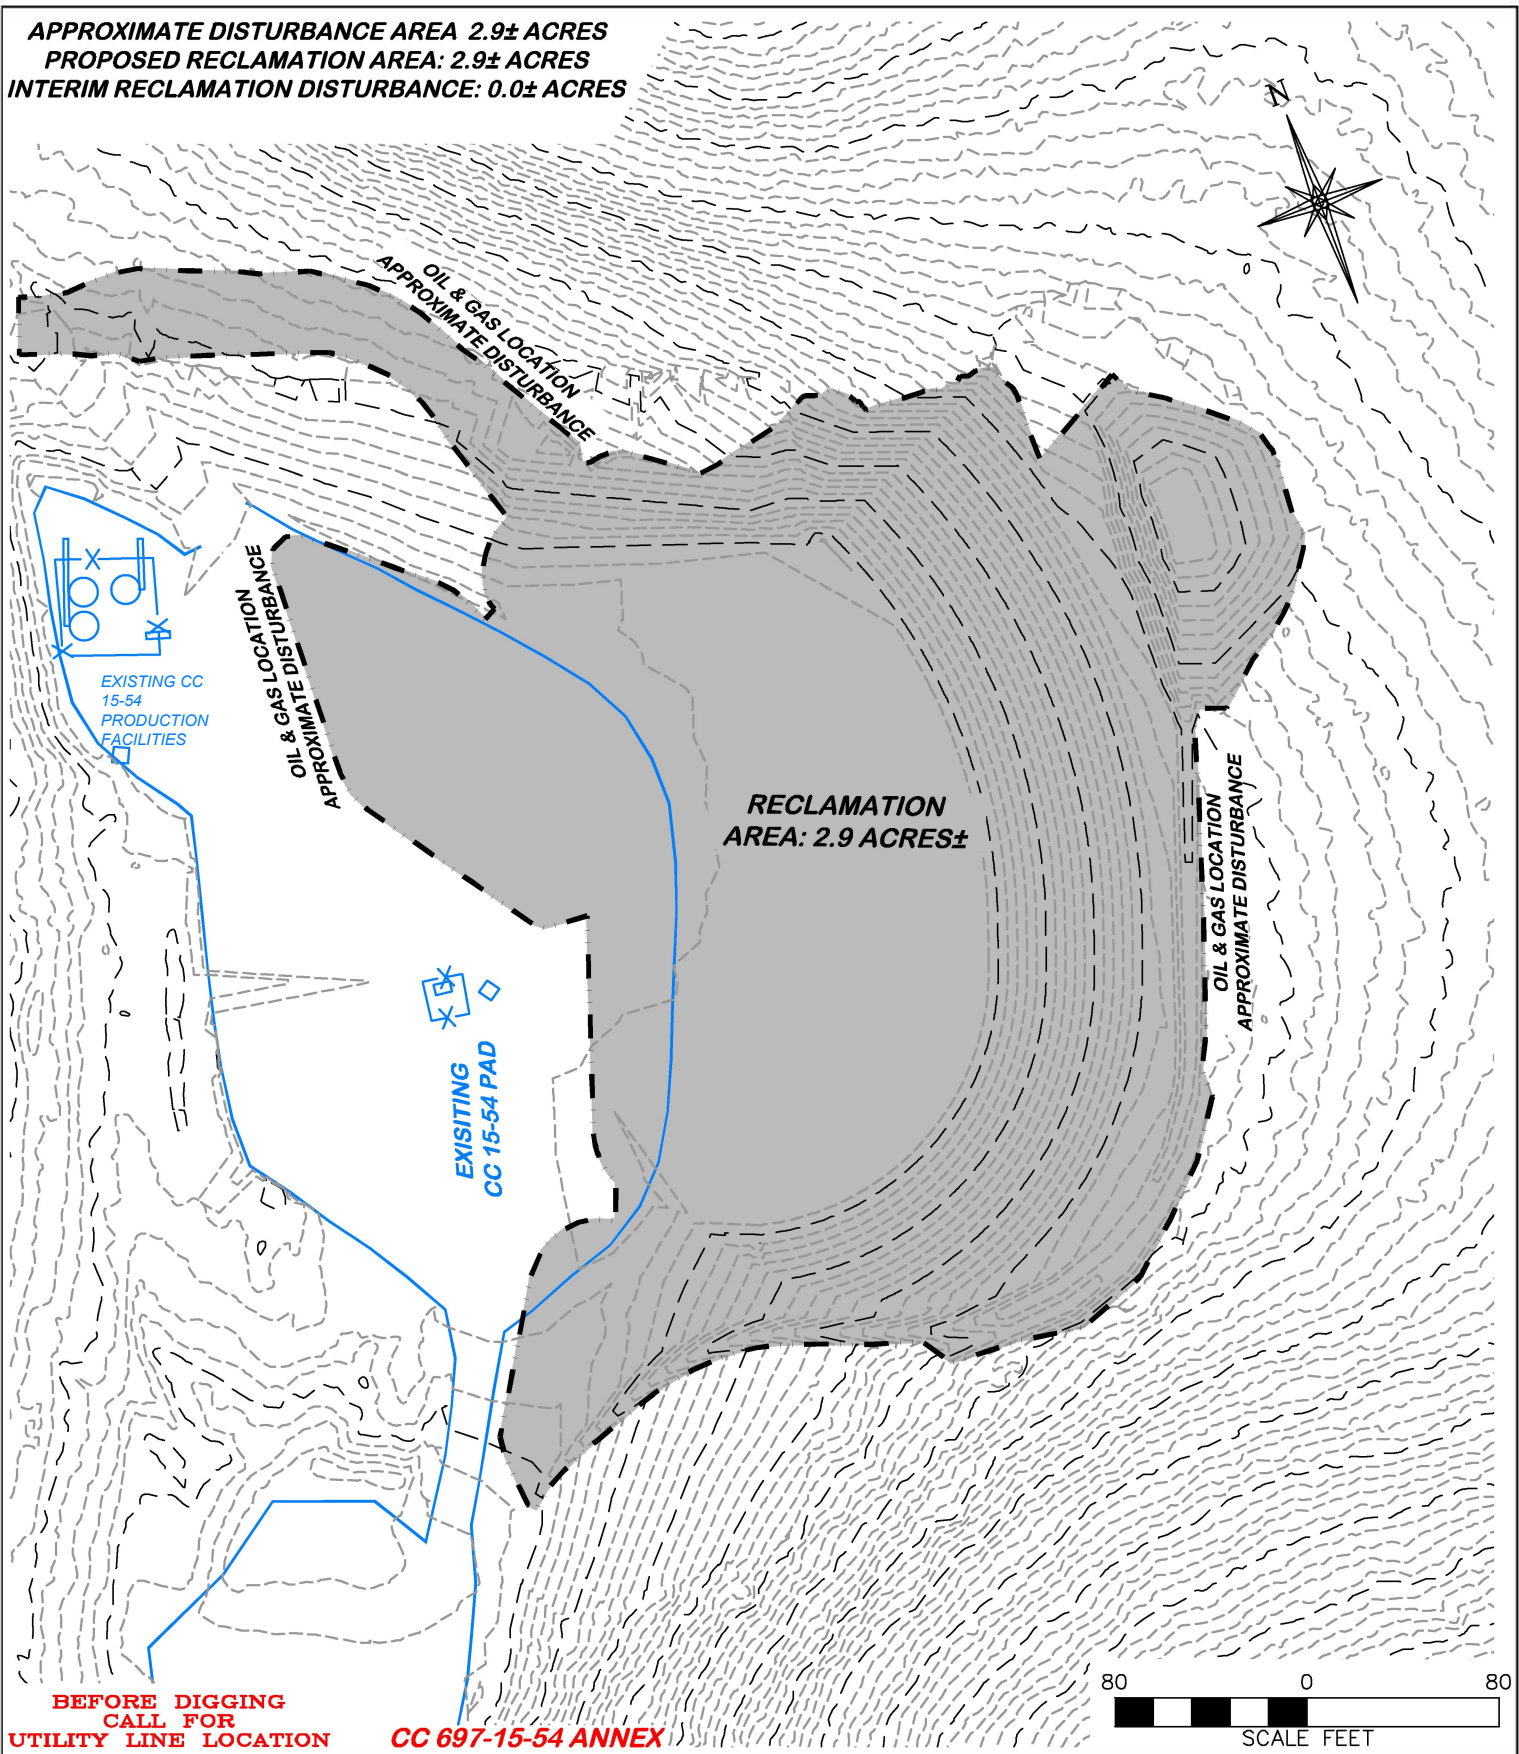 APPROXIMATE DISTURBANCE AREA 2.9± ACRES
PROPOSED RECLAMATION AREA: 2.9± ACRES
INTERIM RECLAMATION DISTURBANCE: 0.0± ACRES
N
OIL & GAS LOCATION
APPROXIMATE DISTURBANCE
OIL & GAS LOCATION
APPROXIMATE DISTURBANCE
EXISTING CC
15-54
PRODUCTION
FACILITIES
RECLAMATION
AREA: 2.9 ACRES±
OIL & GAS LOCATION
APPROXIMATE DISTURBANCE
EXISITING
CC 15-54 PAD
BEFORE DIGGING
CALL FOR
UTILITY LINE LOCATION
CC 697-15-54 ANNEX
80 0 80
SCALE FEET